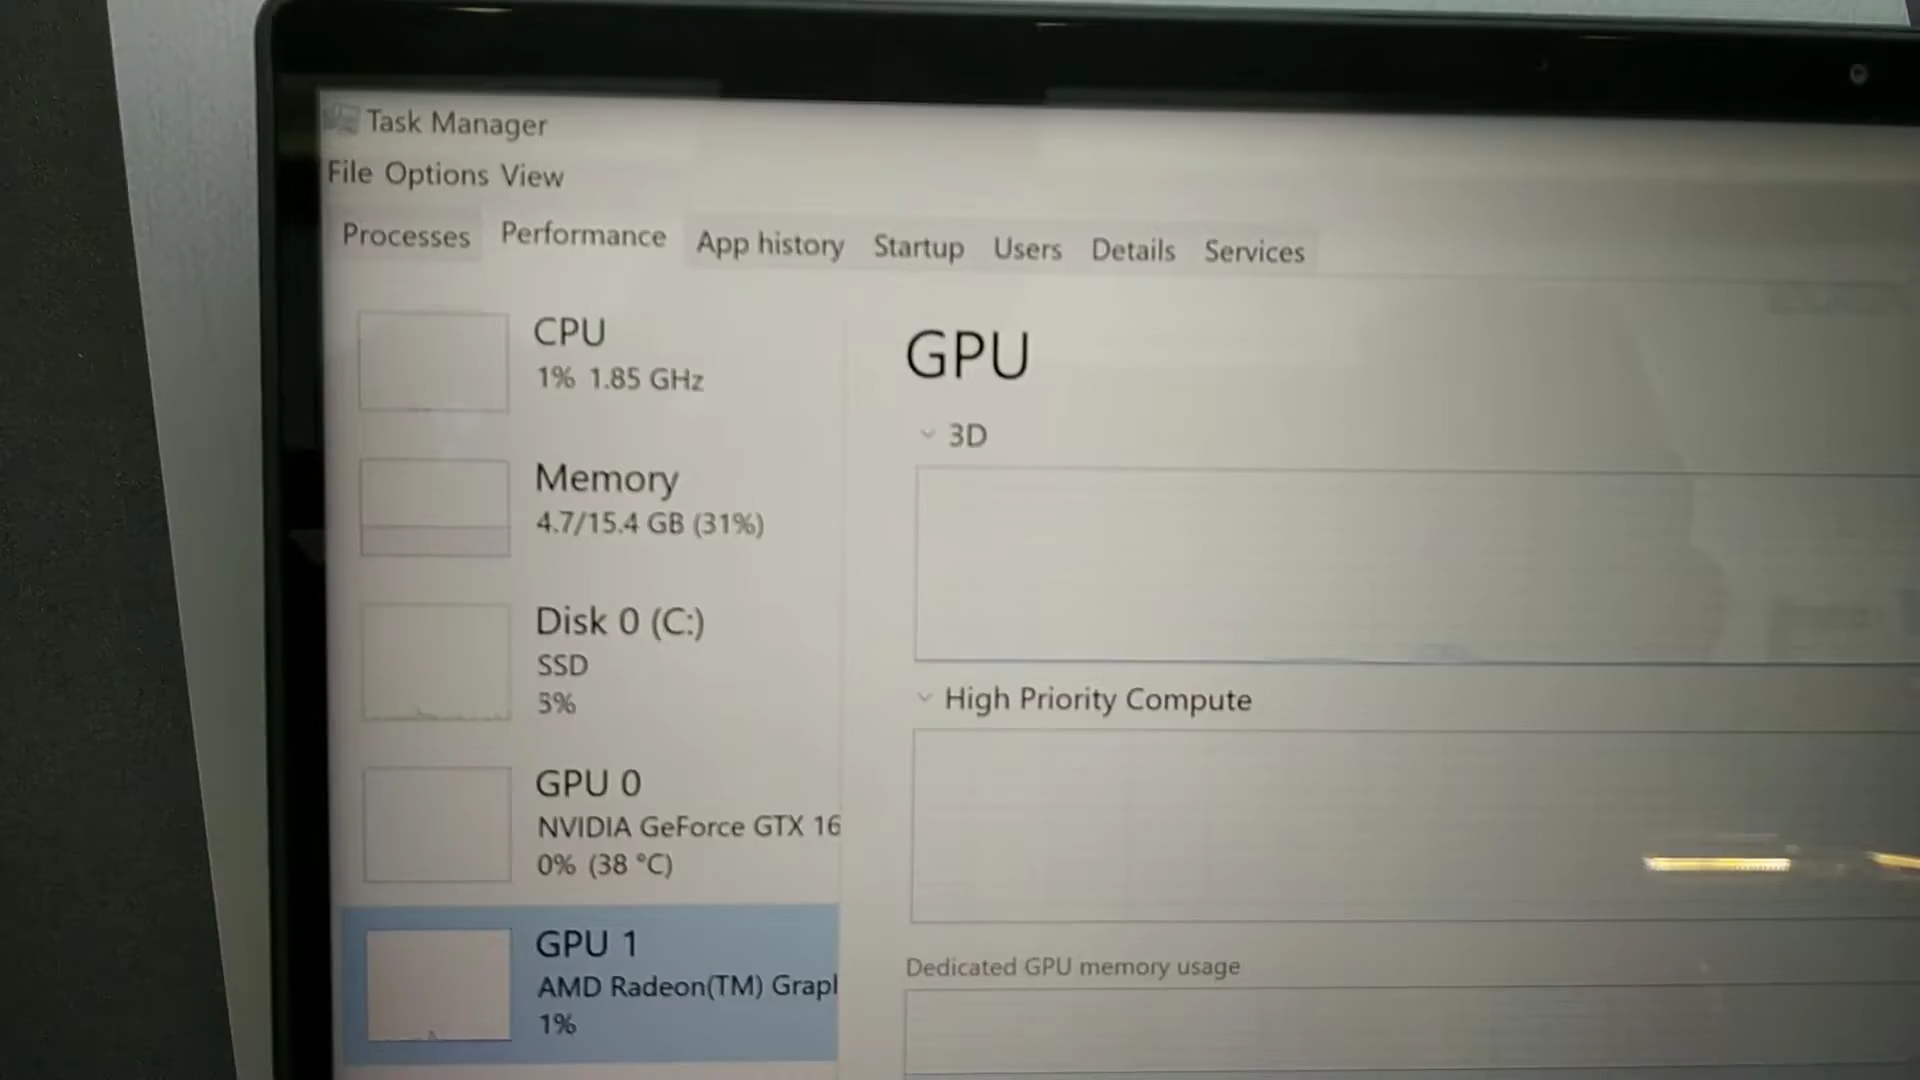 Task Manager
File Options View
Processes Performance App history Startup Users Details Services
CPU
1% 1.85 GHz
Memory
4.7/15.4 GB (31%)
Disk 0 (C:)
SSD
3%
GPU 0
NVIDIA GeForce GTX 16
0% (38 °C)
GPU 1
AMD Radeon(TM) Grapl
1%
GPU
3D
High Priority Compute
Dedicated GPU memory usage